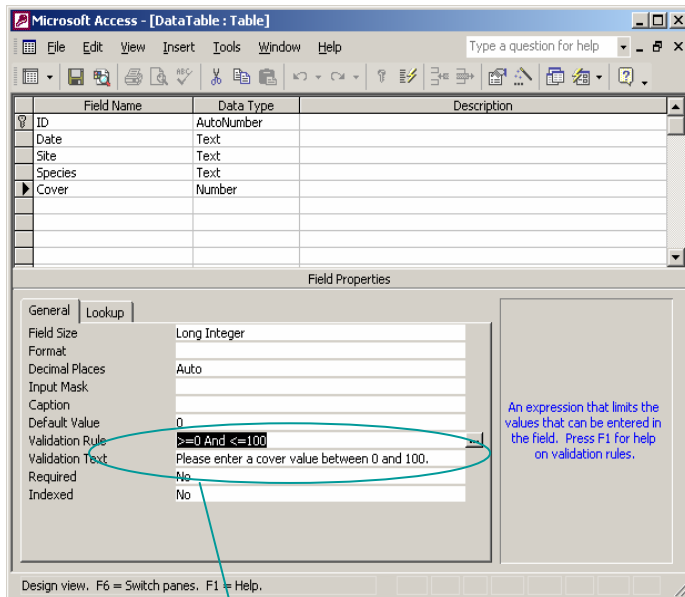 Microsoft Access - [DataTable : Table]
File Edit View Insert Tools Window Help Type a question for help
Field Name Data Type Description
ID AutoNumber
Date Text
Site Text
Species Text
Cover Number
Field Properties
General Lookup
Field Size Long Integer
Format
Decimal Places Auto
Input Mask
Caption
Default Value 0
Validation Rule >=0 And <=100 ...
Validation Text Please enter a cover value between 0 and 100.
Required No
Indexed No
An expression that limits the
values that can be entered in
the field. Press F1 for help
on validation rules.
Design view. F6 = Switch panes. F1 = Help.